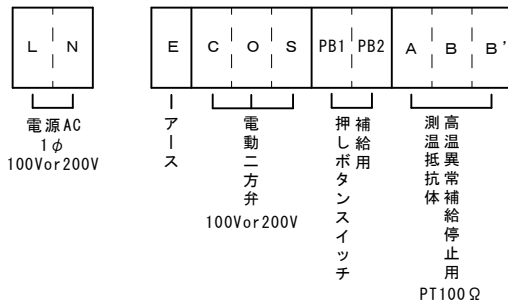 L N E C O S PB1 PB2 A B B'
電源AC
1φ
100Vor200V
アース
電動二方弁
100Vor200V
補給用
押しボタンスイッチ
高温異常補給停止用
測温抵抗体
PT100Ω